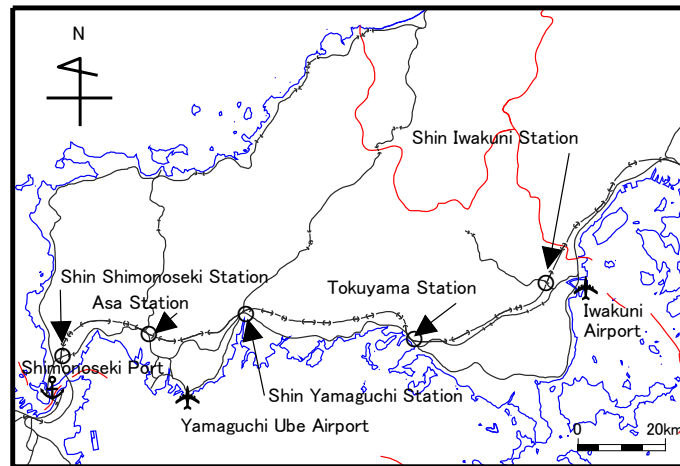 N
Shin Iwakuni Station
Shin Shimonoseki Station
Asa Station
Tokuyama Station
Iwakuni
Airport
Shimonoseki Port
Shin Yamaguchi Station
Yamaguchi Ube Airport
0 20km